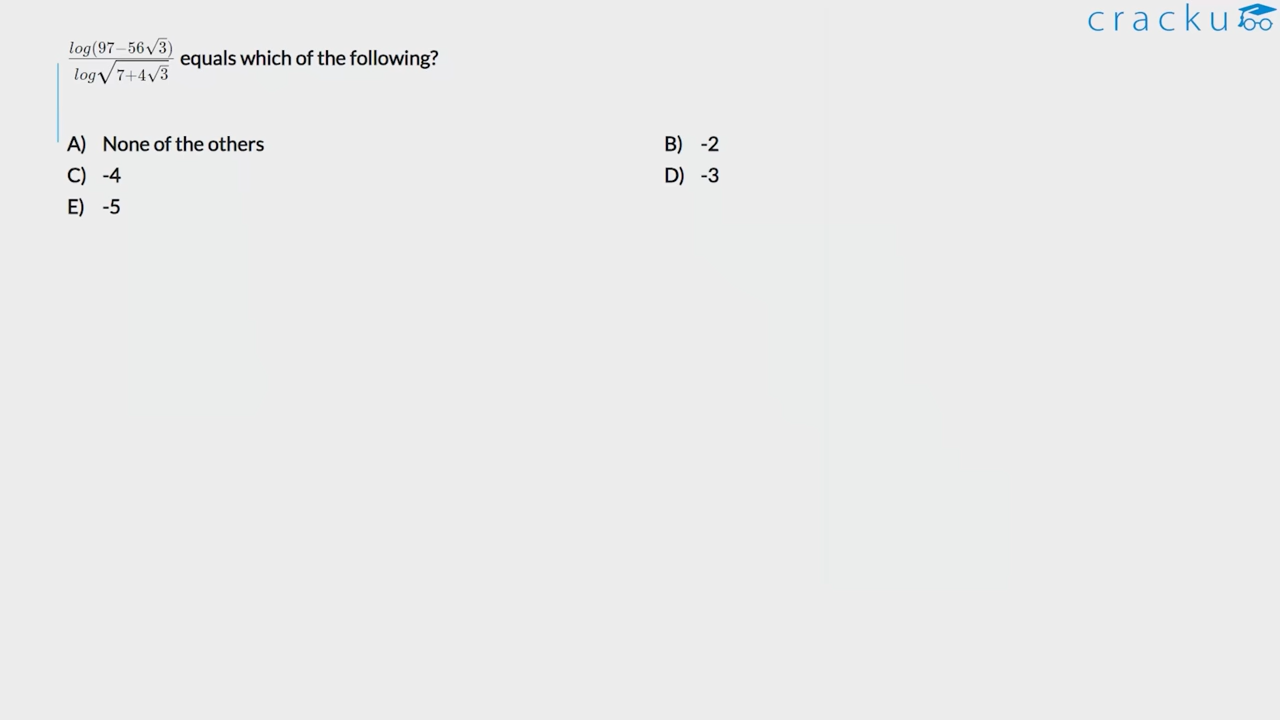 cracku
log(97−56√3)
log√7+4√3
equals which of the following?
A) None of the others
B) -2
C) -4
D) -3
E) -5